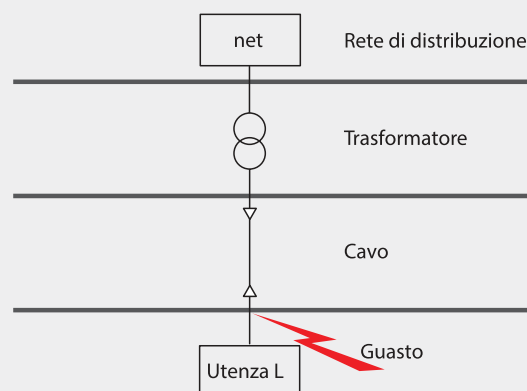 net
Rete di distribuzione
Trasformatore
Cavo
Guasto
Utenza L